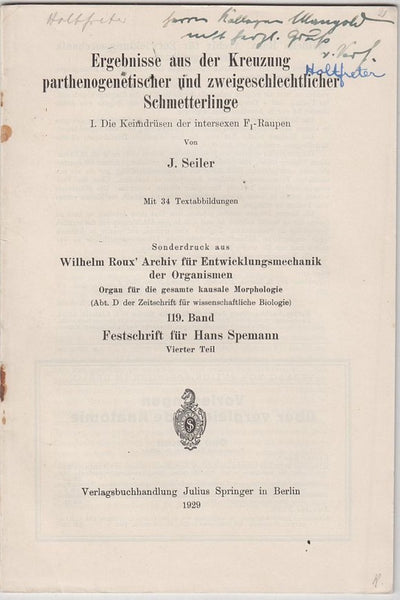 Holtfreter
Herrn Kollegen Mangold
mit herzl. Gruß
v. Verf.
Holtfreter
Ergebnisse aus der Kreuzung
parthenogenetischer und zweigeschlechtlicher
Schmetterlinge
I. Die Keimdrüsen der intersexen F1-Raupen
Von
J. Seiler
Mit 34 Textabbildungen
Sonderdruck aus
Wilhelm Roux' Archiv für Entwicklungsmechanik
der Organismen
Organ für die gesamte kausale Morphologie
(Abt. D der Zeitschrift für wissenschaftliche Biologie)
119. Band
Festschrift für Hans Spemann
Vierter Teil
Verlagsbuchhandlung Julius Springer in Berlin
1929